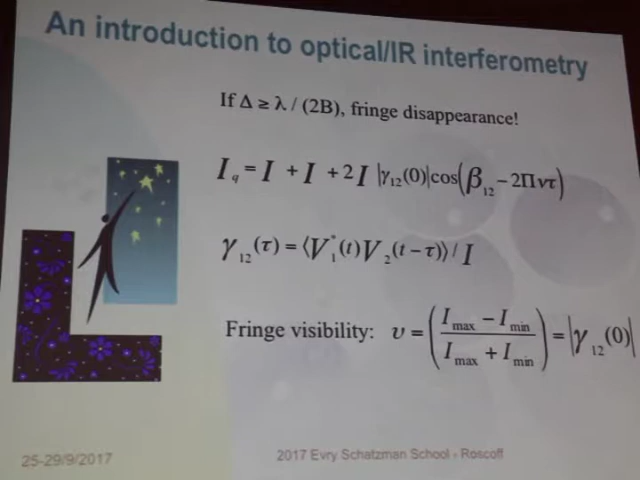 An introduction to optical/IR interferometry
If Δ ≥ λ / (2B), fringe disappearance!
I_q = I + I + 2 I |γ₁₂(0)| cos(β₁₂ − 2Πντ)
γ₁₂(τ) = ⟨V₁*(t)V₂(t−τ)⟩ / I
Fringe visibility: υ = ((I_max − I_min) / (I_max + I_min)) = |γ₁₂(0)|
25-29/9/2017
2017 Evry Schatzman School - Roscoff